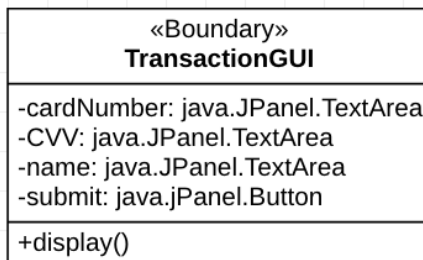 «Boundary»
TransactionGUI
-cardNumber: java.JPanel.TextArea
-CVV: java.JPanel.TextArea
-name: java.JPanel.TextArea
-submit: java.jPanel.Button
+display()